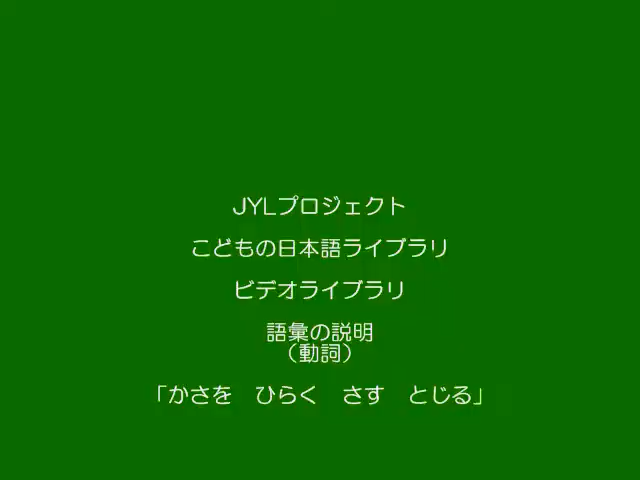 JYLプロジェクト
こどもの日本語ライブラリ
ビデオライブラリ
語彙の説明
（動詞）
「かさを　ひらく　さす　とじる」